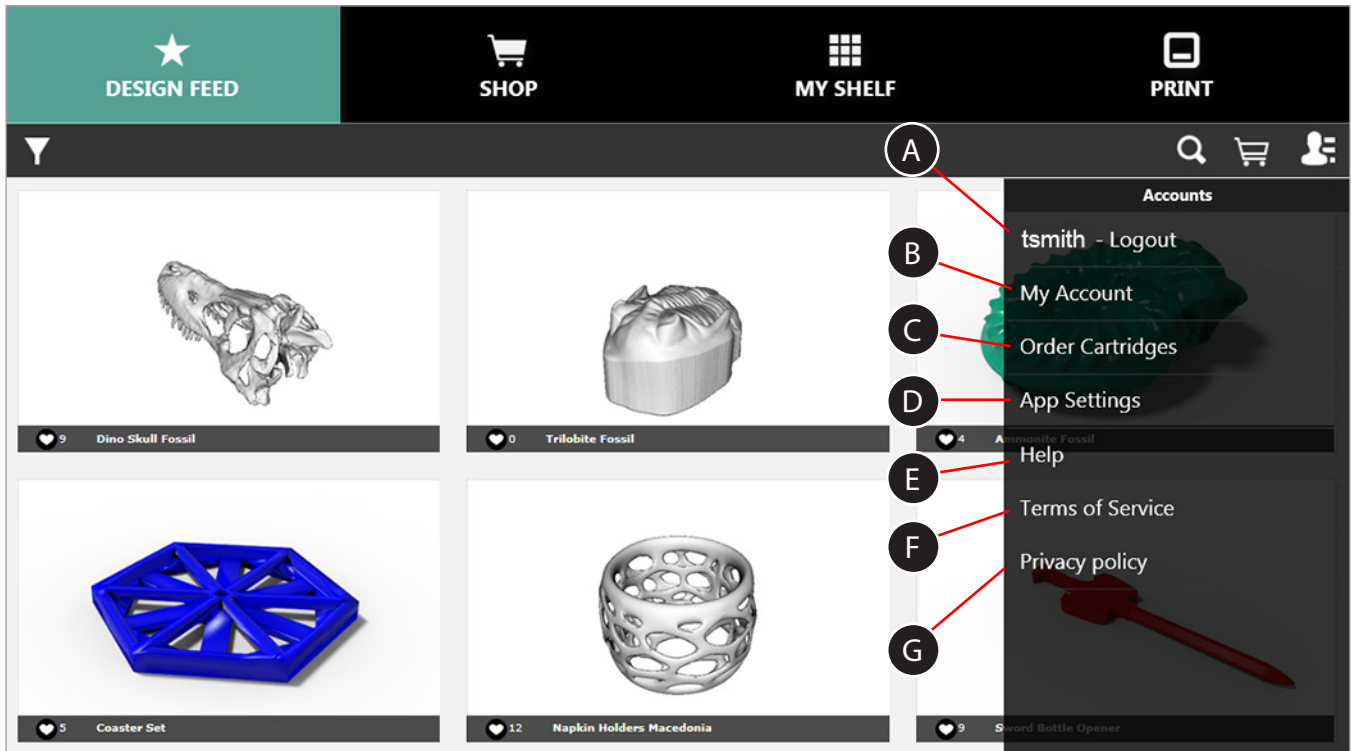 DESIGN FEED
SHOP
MY SHELF
PRINT
A
Accounts
tsmith - Logout
B
My Account
C
Order Cartridges
D
App Settings
9 Dino Skull Fossil
0 Trilobite Fossil
4 Ammonite Fossil
E
Help
Terms of Service
F
Privacy policy
G
5 Coaster Set
12 Napkin Holders Macedonia
9 Sword Bottle Opener